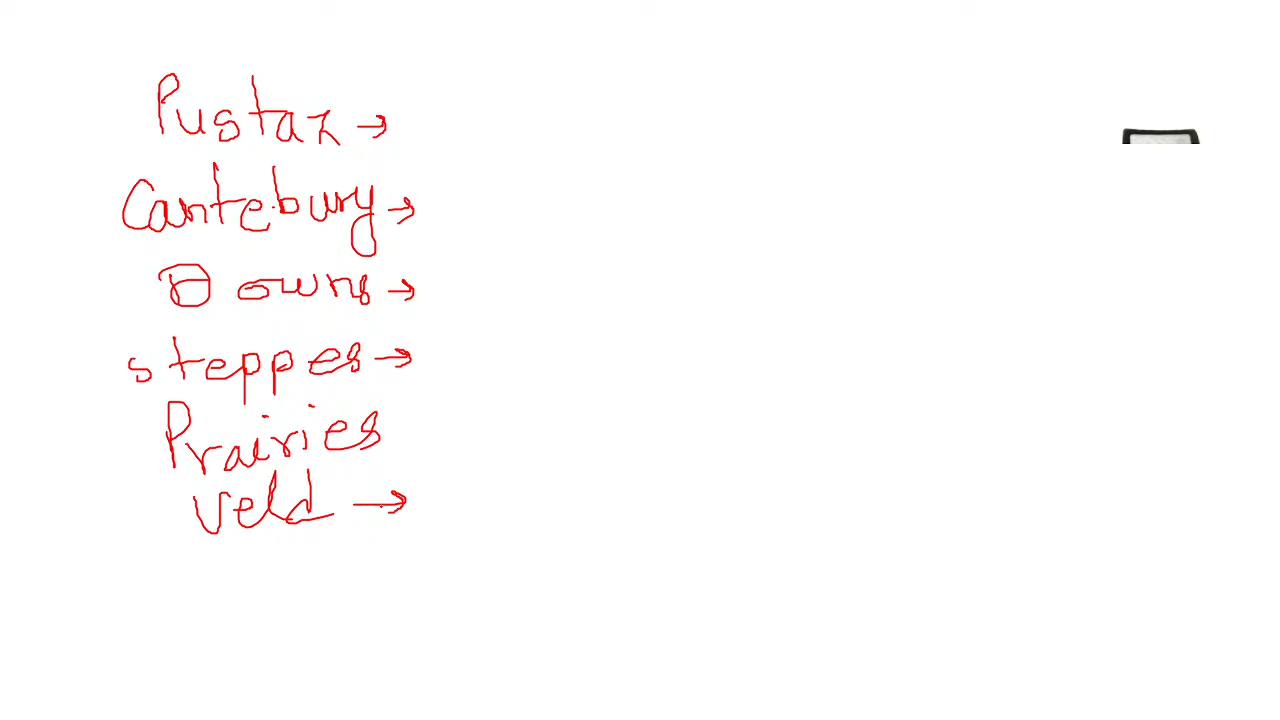 Pustaz →
Cantebury →
Downs →
steppes →
Prairies
Veld →